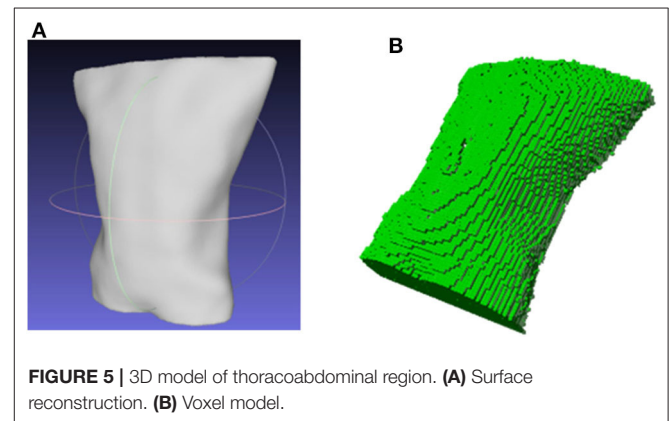 A
B
FIGURE 5 | 3D model of thoracoabdominal region. (A) Surface
reconstruction. (B) Voxel model.